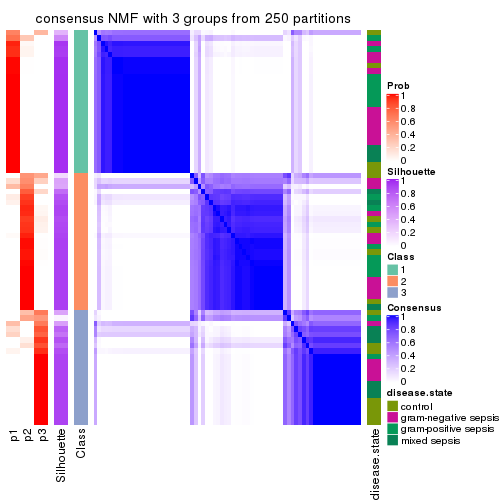 consensus NMF with 3 groups from 250 partitions
Prob
1
0.8
0.6
0.4
0.2
0
Silhouette
1
0.8
0.6
0.4
0.2
0
Class
1
2
3
Consensus
1
0.8
0.6
0.4
0.2
0
disease.state
control
gram-negative sepsis
gram-positive sepsis
mixed sepsis
p1
p2
p3
Silhouette
Class
disease.state